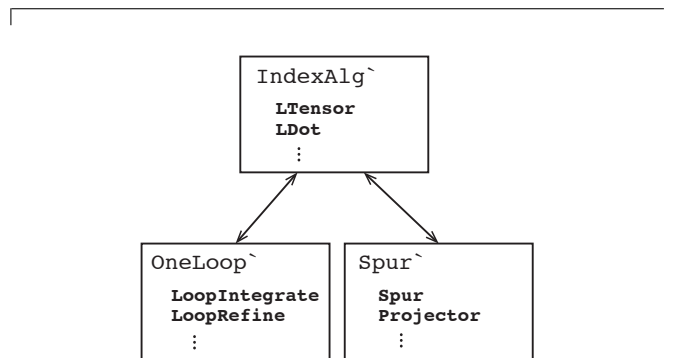 IndexAlg`
LTensor
LDot
⋮
OneLoop`
LoopIntegrate
LoopRefine
⋮
Spur`
Spur
Projector
⋮